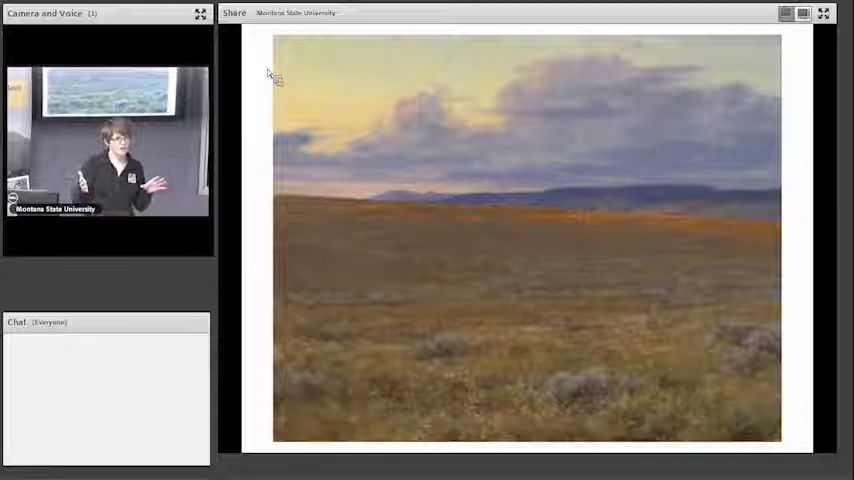 Camera and Voice (1)
Share Montana State University
Montana State University
Chat (Everyone)